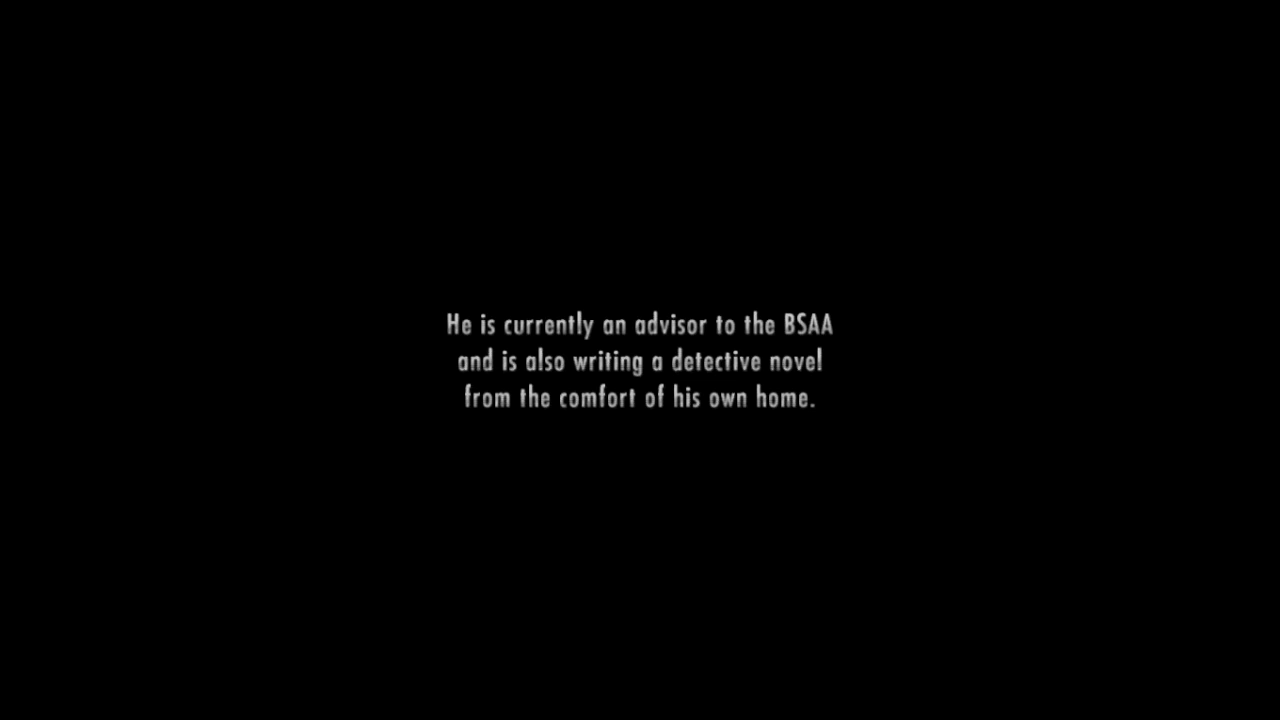 He is currently an advisor to the BSAA
and is also writing a detective novel
from the comfort of his own home.